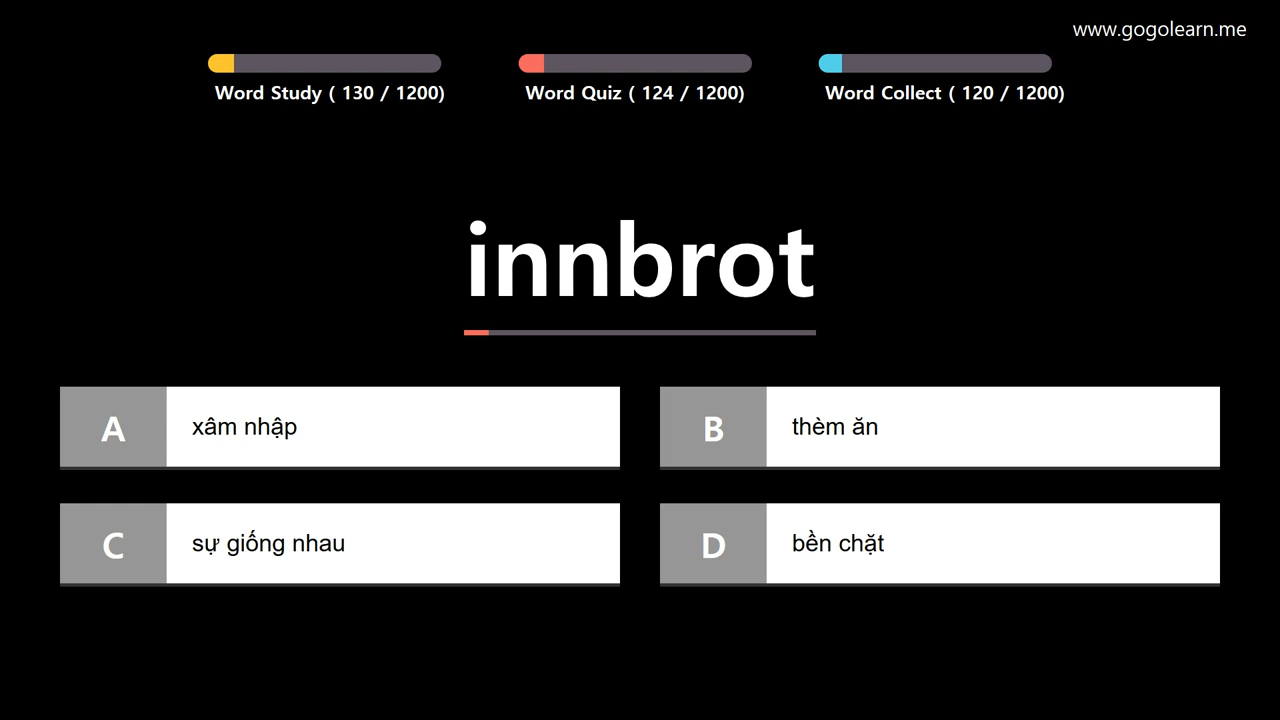 www.gogolearn.me
Word Study ( 130 / 1200)
Word Quiz ( 124 / 1200)
Word Collect ( 120 / 1200)
innbrot
A xâm nhập
B thèm ăn
C sự giống nhau
D bền chặt